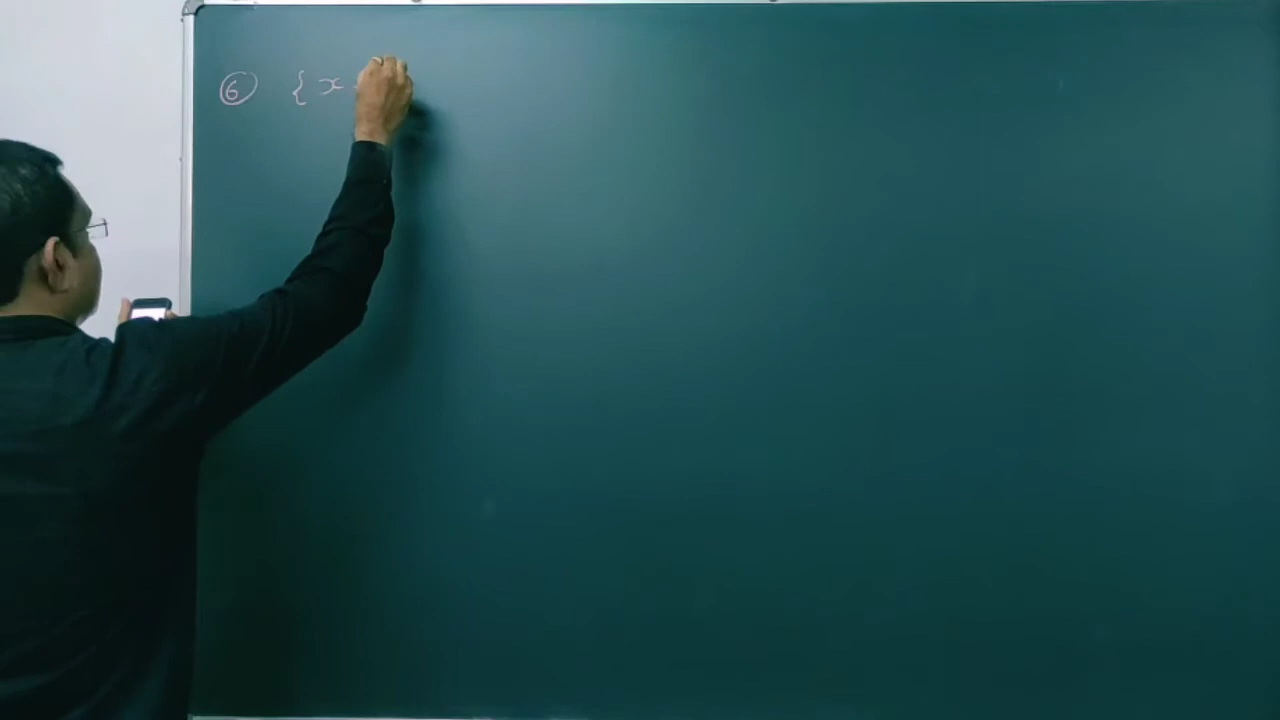 ⑥ { x